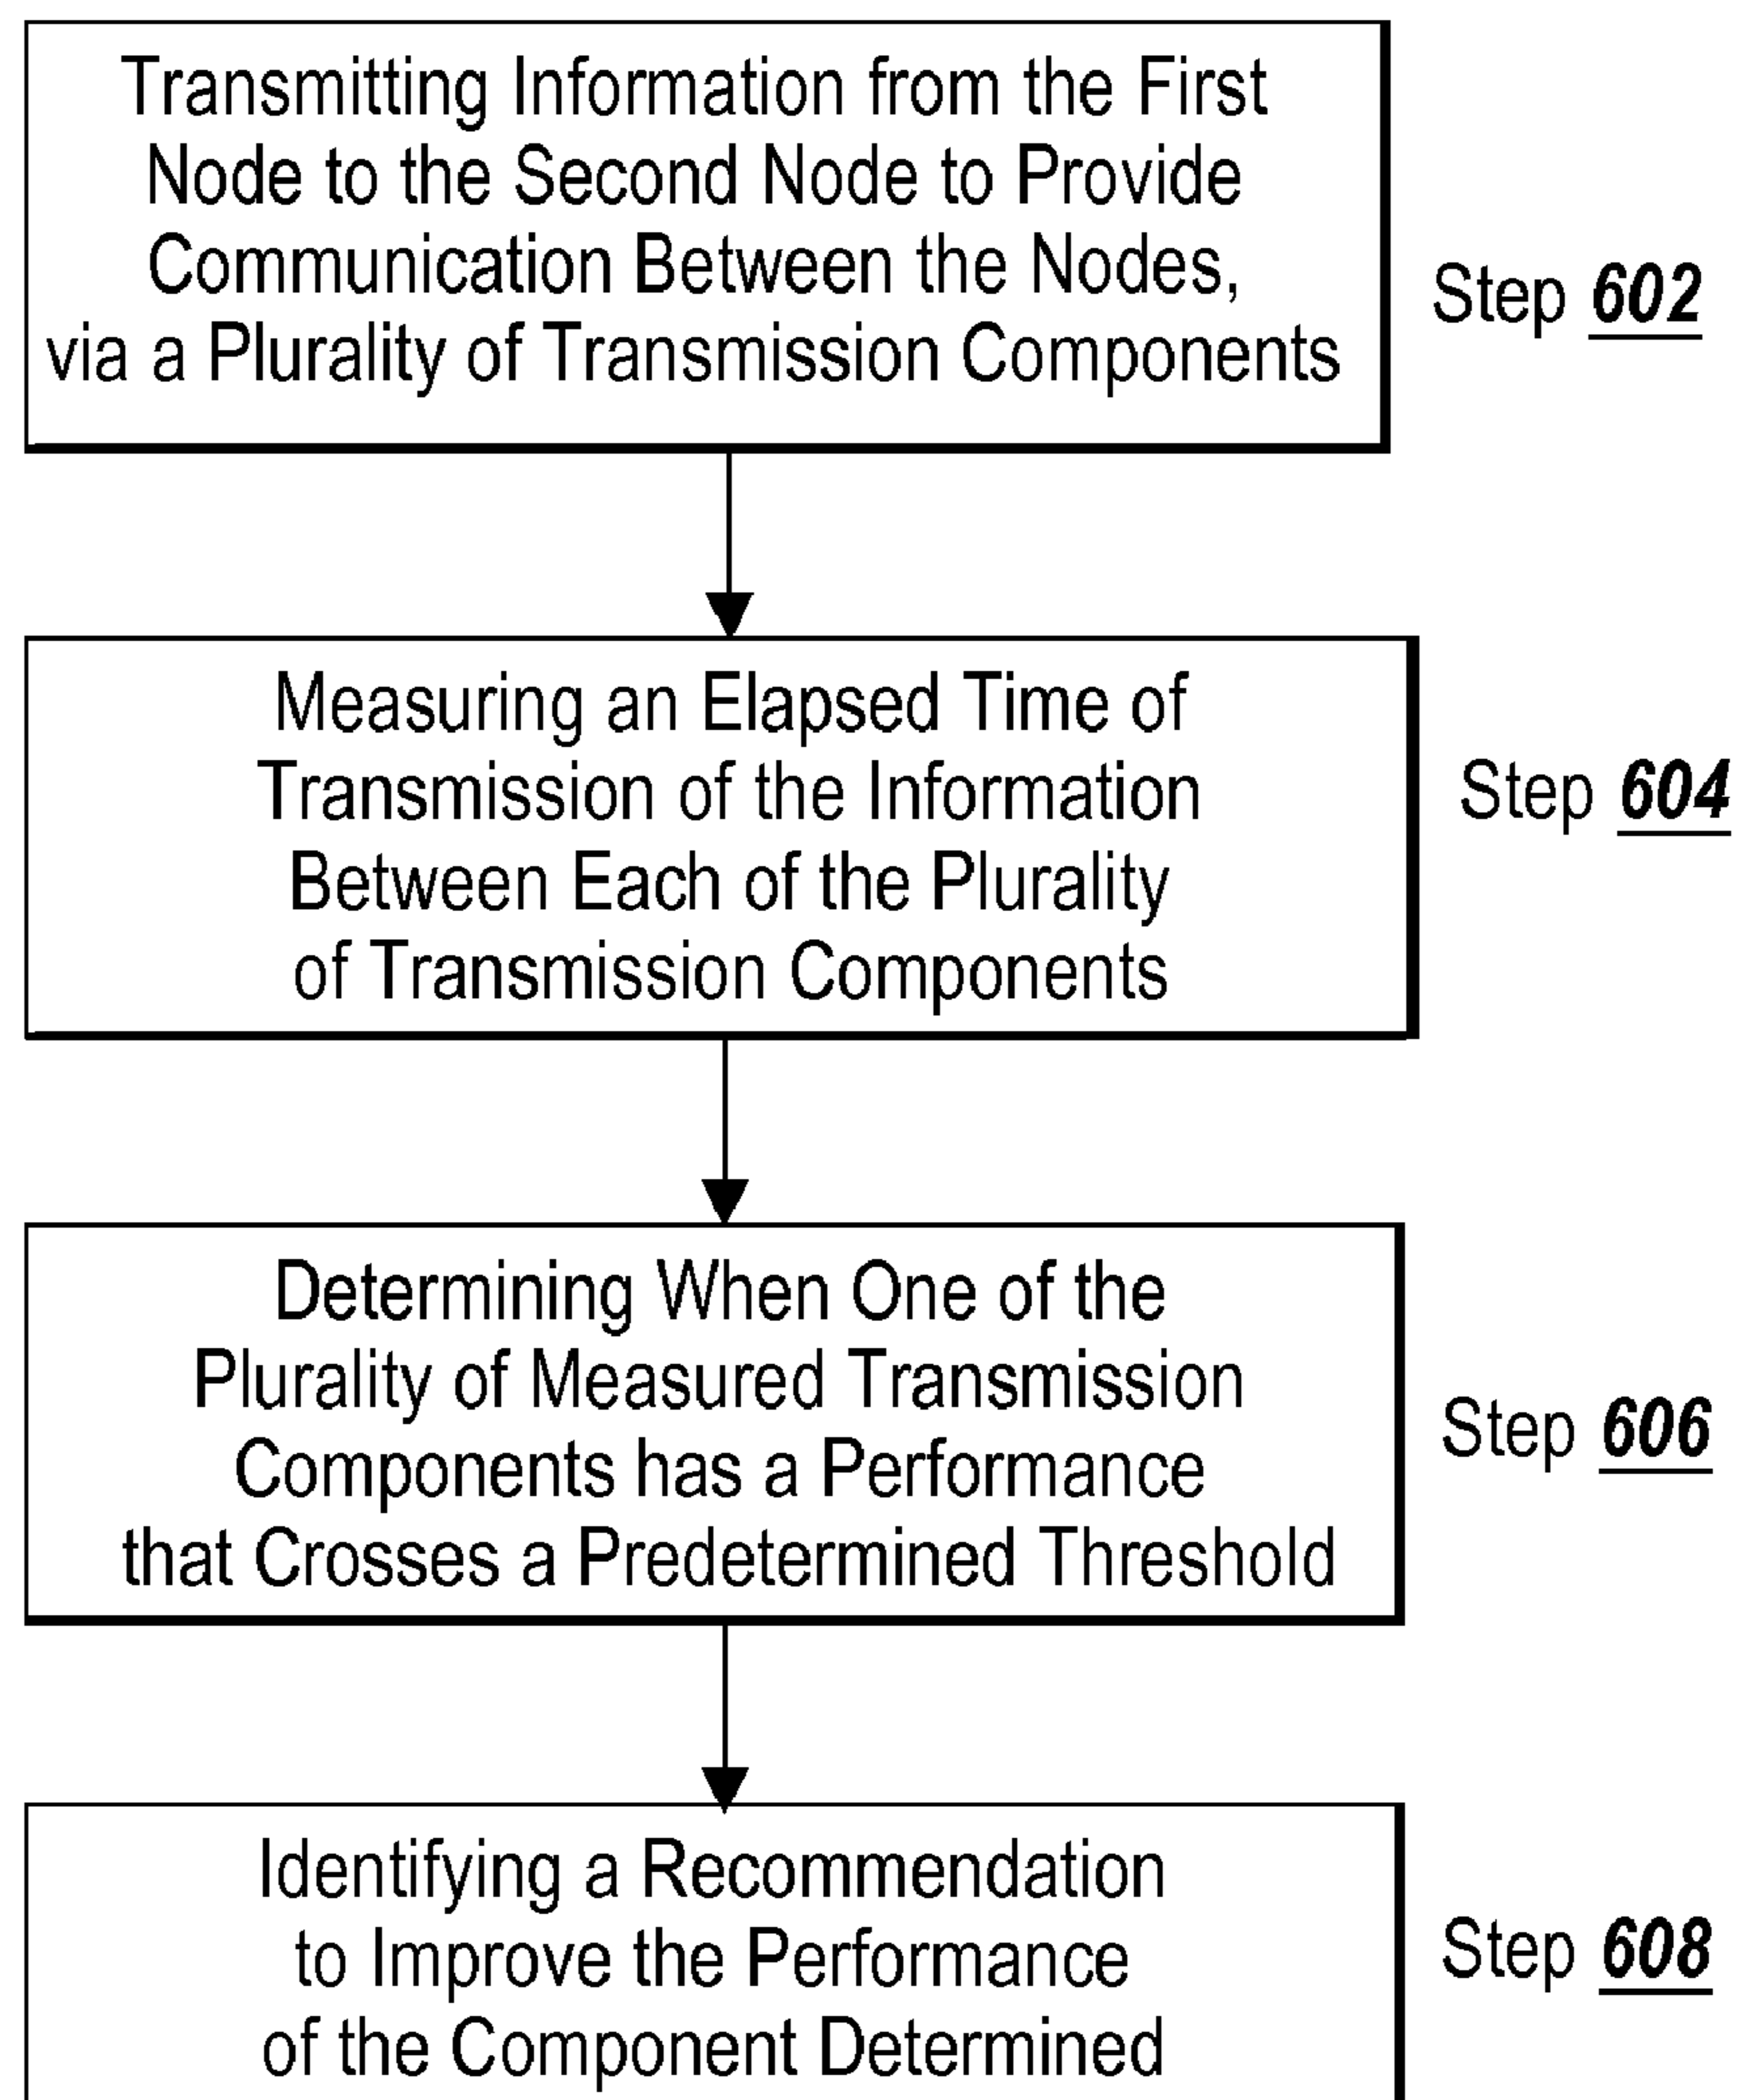 Transmitting Information from the First
Node to the Second Node to Provide
Communication Between the Nodes,
via a Plurality of Transmission Components
Step 602
Measuring an Elapsed Time of
Transmission of the Information
Between Each of the Plurality
of Transmission Components
Step 604
Determining When One of the
Plurality of Measured Transmission
Components has a Performance
that Crosses a Predetermined Threshold
Step 606
Identifying a Recommendation
to Improve the Performance
of the Component Determined
Step 608